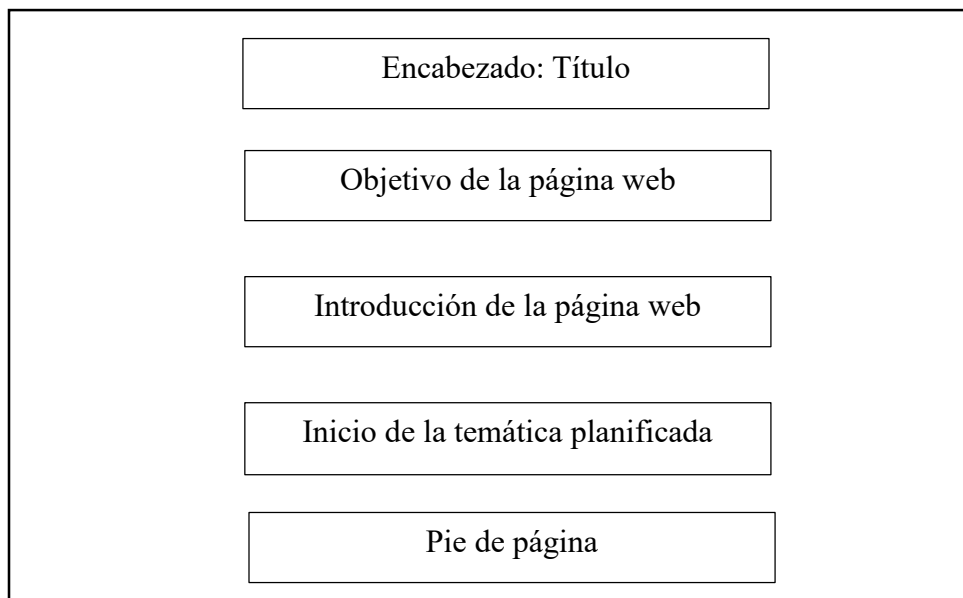 Encabezado: Título
Objetivo de la página web
Introducción de la página web
Inicio de la temática planificada
Pie de página